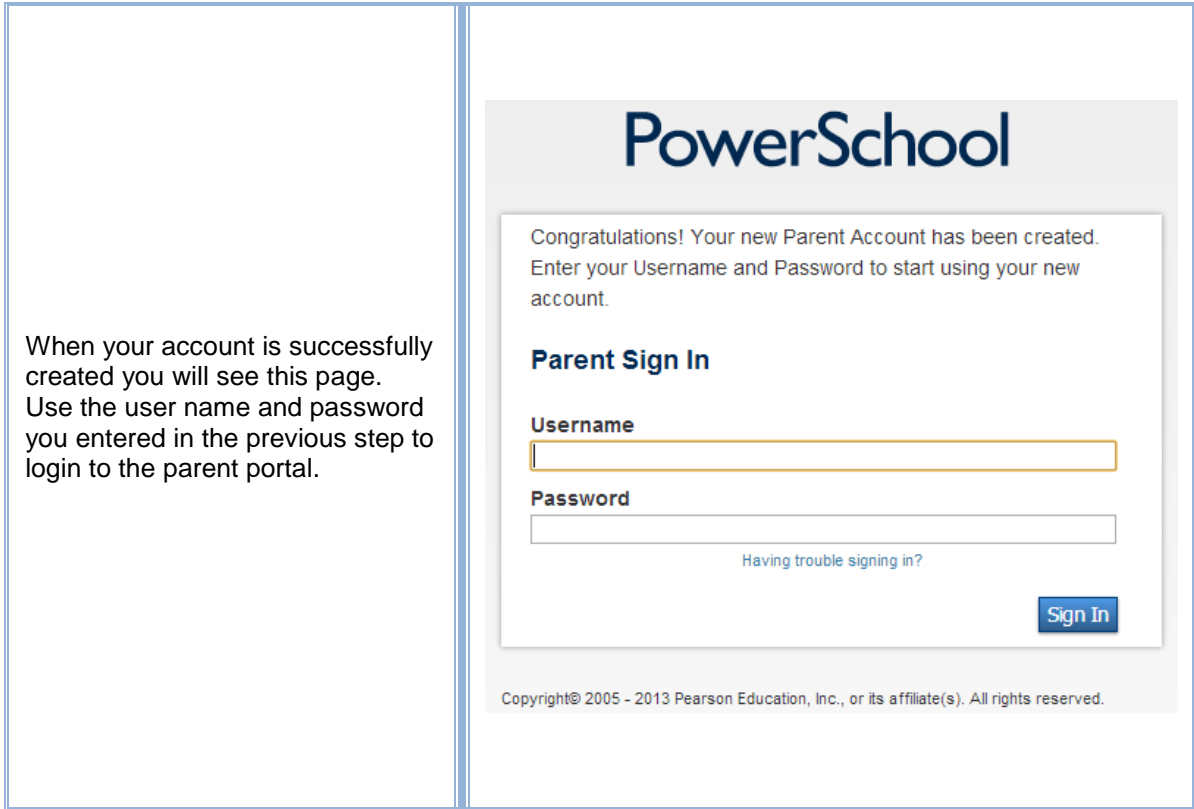 When your account is successfully
created you will see this page.
Use the user name and password
you entered in the previous step to
login to the parent portal.
PowerSchool
Congratulations! Your new Parent Account has been created.
Enter your Username and Password to start using your new
account.
Parent Sign In
Username
Password
Having trouble signing in?
Sign In
Copyright© 2005 - 2013 Pearson Education, Inc., or its affiliate(s). All rights reserved.